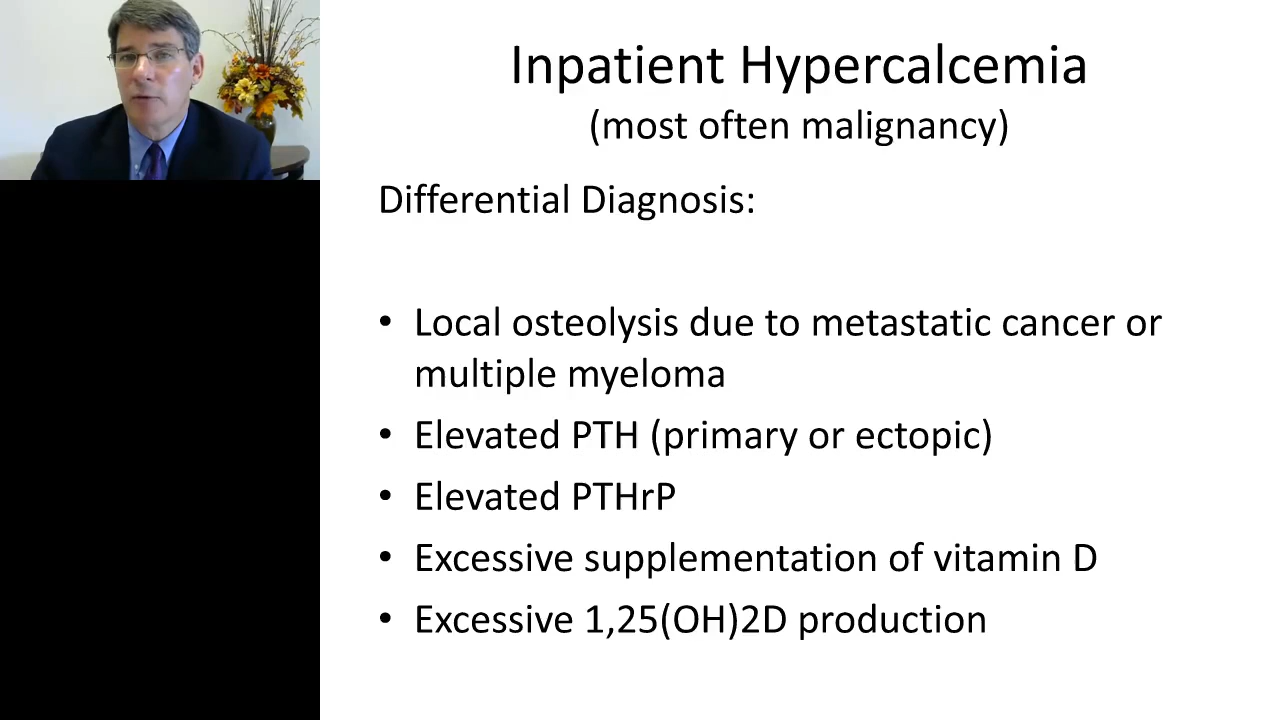 Inpatient Hypercalcemia
(most often malignancy)
Differential Diagnosis:
• Local osteolysis due to metastatic cancer or
multiple myeloma
• Elevated PTH (primary or ectopic)
• Elevated PTHrP
• Excessive supplementation of vitamin D
• Excessive 1,25(OH)2D production